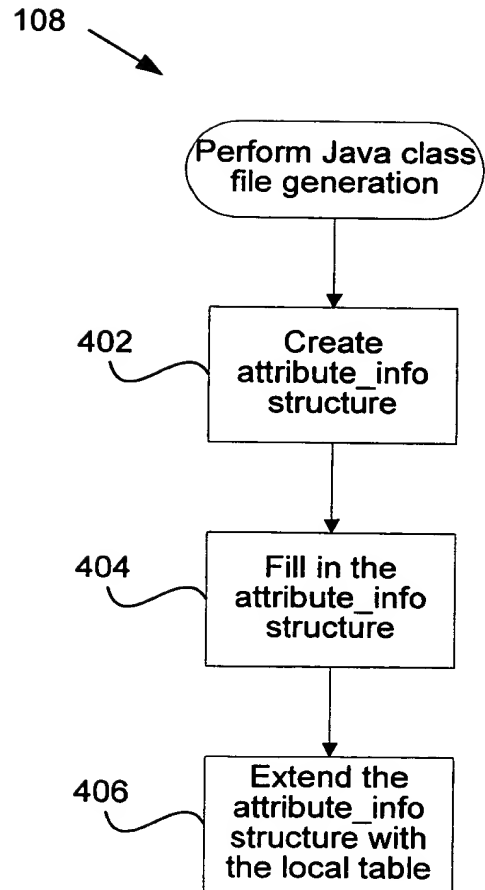 108
Perform Java class
file generation
402
Create
attribute_info
structure
404
Fill in the
attribute_info
structure
406
Extend the
attribute_info
structure with
the local table